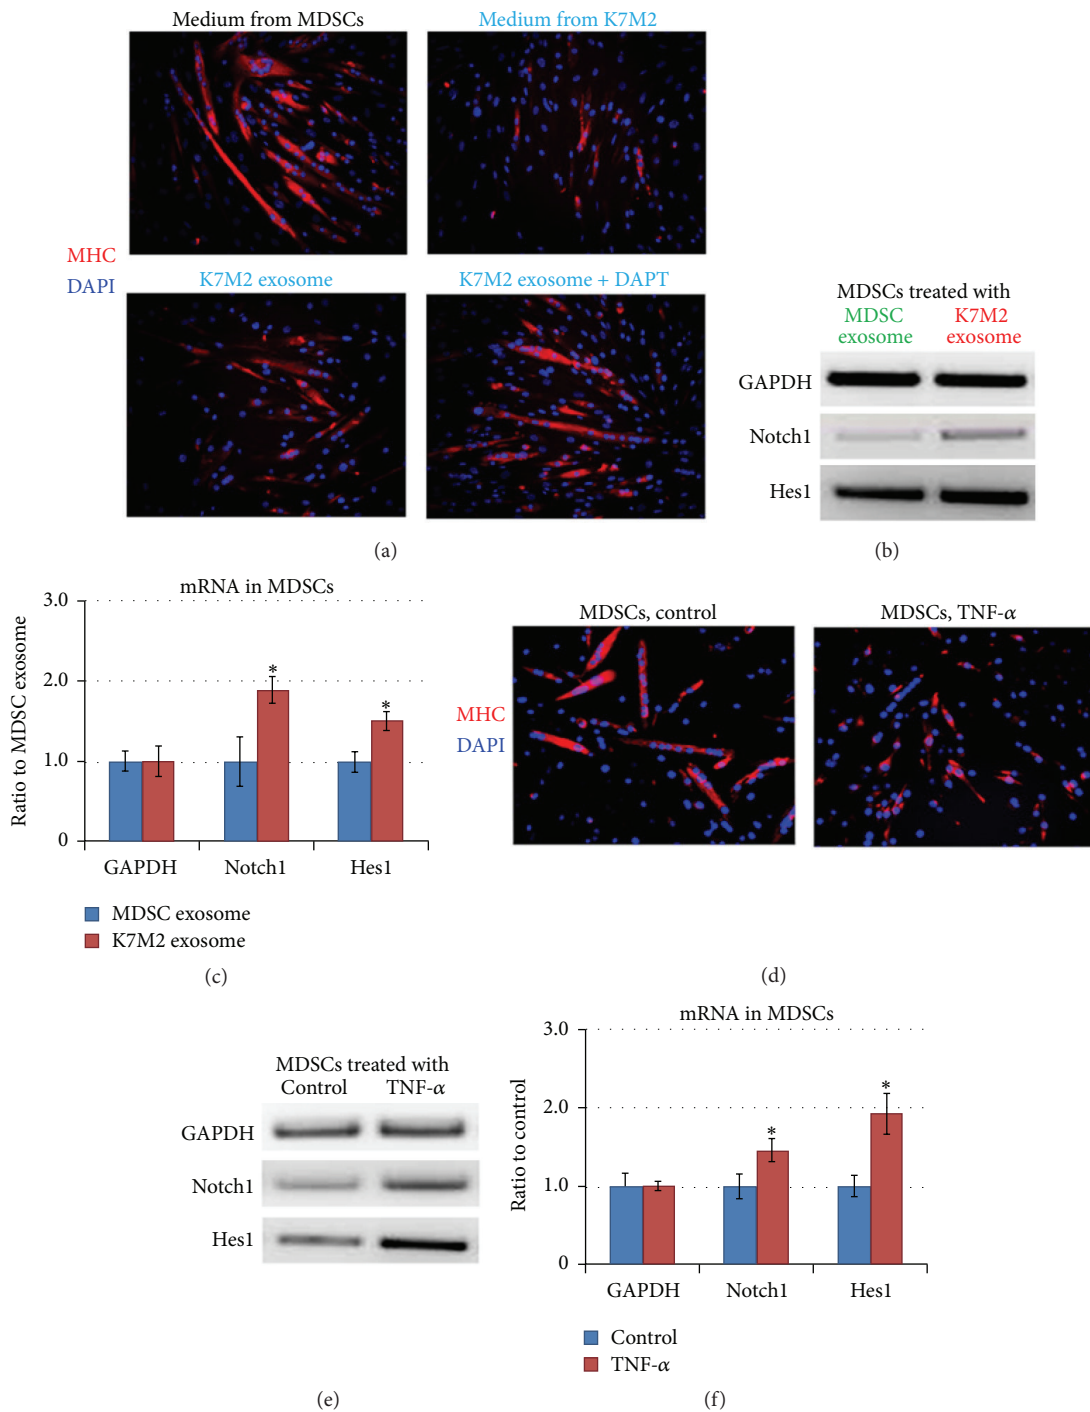 Medium from MDSCs
Medium from K7M2
MHC
DAPI
K7M2 exosome
K7M2 exosome + DAPT
(a)
MDSCs treated with
MDSC exosome
K7M2 exosome
GAPDH
Notch1
Hes1
(b)
mRNA in MDSCs
Ratio to MDSC exosome
3.0
2.0
1.0
0
*
*
GAPDH
Notch1
Hes1
MDSC exosome
K7M2 exosome
(c)
MDSCs, control
MDSCs, TNF-α
MHC
DAPI
(d)
MDSCs treated with
Control
TNF-α
GAPDH
Notch1
Hes1
(e)
mRNA in MDSCs
Ratio to control
3.0
2.0
1.0
0
*
*
GAPDH
Notch1
Hes1
Control
TNF-α
(f)